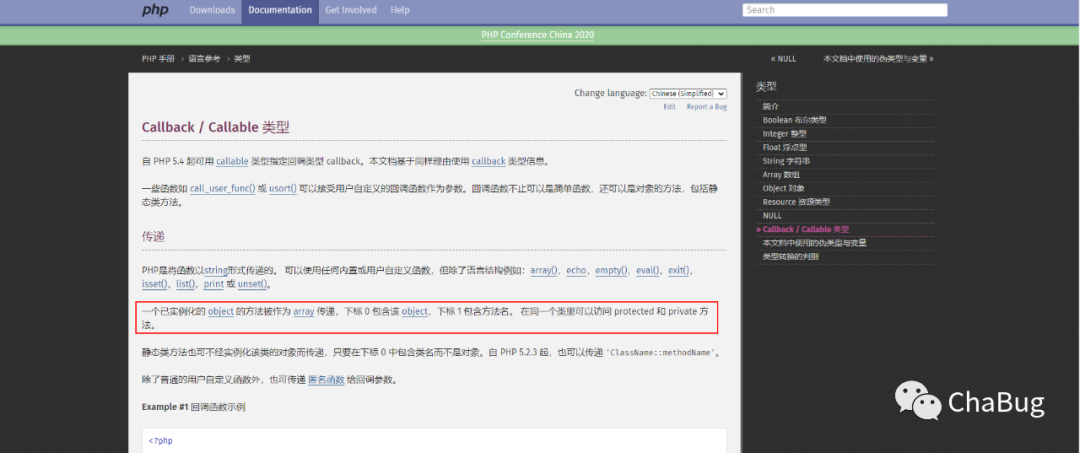 php Downloads Documentation Get Involved Help Search
PHP Conference China 2020
PHP 手册 › 语言参考 › 类型 « NULL 本文档中使用的伪类型与变量 »
Change language: Chinese (Simplified)
Edit Report a Bug
Callback / Callable 类型
自 PHP 5.4 起可用 callable 类型指定回调类型 callback。本文档基于同样理由使用 callback 类型信息。
一些函数如 call_user_func() 或 usort() 可以接受用户自定义的回调函数作为参数。回调函数不止可以是简单函数，还可以是对象的方法，包括静
态类方法。
传递
PHP是将函数以string形式传递的。 可以使用任何内置或用户自定义函数，但除了语言结构例如：array()，echo，empty()，eval()，exit()，
isset()，list()，print 或 unset()。
一个已实例化的 object 的方法被作为 array 传递，下标 0 包含该 object，下标 1 包含方法名。 在同一个类里可以访问 protected 和 private 方
法。
静态类方法也可不经实例化该类的对象而传递，只要在下标 0 中包含类名而不是对象。自 PHP 5.2.3 起，也可以传递 'ClassName::methodName'。
除了普通的用户自定义函数外，也可传递 匿名函数 给回调参数。
Example #1 回调函数示例
<?php
类型
简介
Boolean 布尔类型
Integer 整型
Float 浮点型
String 字符串
Array 数组
Object 对象
Resource 资源类型
NULL
» Callback / Callable 类型
本文档中使用的伪类型与变量
类型转换的判别
ChaBug